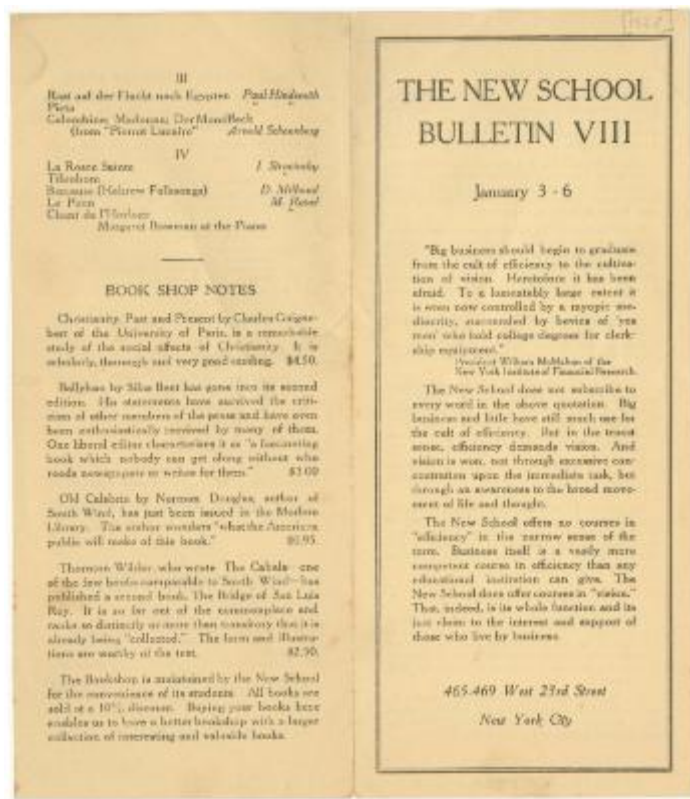 III
Rast auf der Flucht nach Egypten Paul Hindemith
Pieta
Colombine; Madonna; Der Mondfleck
(from "Pierrot Lunaire" Arnold Schoenberg
IV
La Rosee Sainte I. Strawinsky
Tilimbom
Berceuse (Hebrew Folksongs) D. Milhaud
Le Paon M. Ravel
Chant de
Margaret Bowman at the Piano
BOOK SHOP NOTES
Christianity, Past and Present by Charles Guigne-
bert of the University of Paris, is a remarkable
study of the social effects of Christianity. It is
scholarly, thorough and very good reading. $4.50.
Ballyhoo by Silas Bent has gone into its second
edition. His statements have survived the criti-
cism of other members of the press and have even
been enthusiastically received by many of them.
One liberal editor characterizes it as "a fascinating
book which nobody can get along without who
reads newspapers or writes for them." $3.00
Old Calabria by Norman Douglas, author of
South Wind, has just been issued in the Modern
Library. The author wonders "what the American
public will make of this book." $0.95.
Thornton Wilder, who wrote The Cabala—one
of the few books comparable to South Wind—has
published a second book, The Bridge of San Luis
Rey. It is so far out of the commonplace and
ranks so distinctly as more than transitory that it is
already being "collected." The form and illustra-
tions are worthy of the text. $2.50.
The Bookshop is maintained by the New School
for the convenience of its students. All books are
sold at a 10% discount. Buying your books here
enables us to have a better bookshop with a larger
collection of interesting and valuable books.
THE NEW SCHOOL
BULLETIN VIII
January 3 - 6
"Big business should begin to graduate
from the cult of efficiency to the cultiva-
tion of vision. Heretofore it has been
afraid. To a lamentably large extent it
is even now controlled by a myopic me-
diocrity, surrounded by bevies of 'yes
men' who hold college degrees for clerk-
ship equipment."
President William McMahon of the
New York Institute of Financial Research.
The New School does not subscribe to
every word in the above quotation. Big
business and little have still much use for
the cult of efficiency. But in the truest
sense, efficiency demands vision. And
vision is won, not through excessive con-
centration upon the immediate task, but
through an awareness to the broad move-
ment of life and thought.
The New School offers no courses in
"efficiency" in the narrow sense of the
term. Business itself is a vastly more
competent course in efficiency than any
educational institution can give. The
New School does offer courses in "vision."
That, indeed, is its whole function and its
just claim to the interest and support of
those who live by business.
465-469 West 23rd Street
New York City